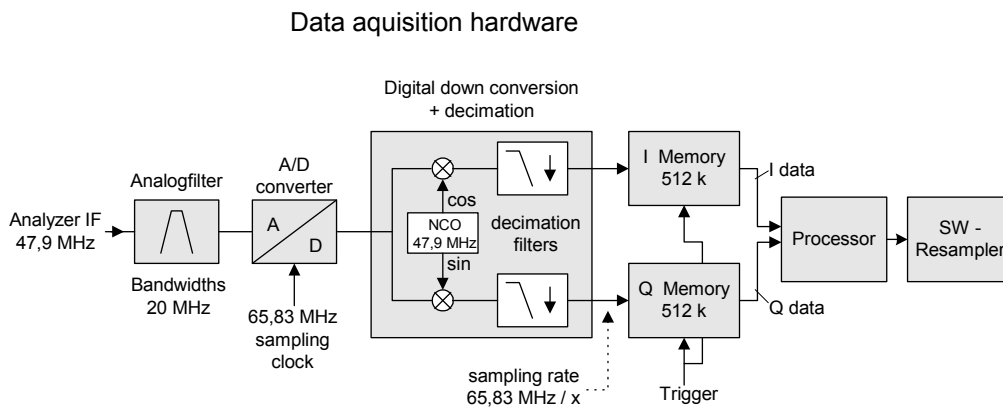 Data aquisition hardware
Digital down conversion
+ decimation
A/D
converter
Analogfilter
Analyzer IF
47,9 MHz
Bandwidths
20 MHz
A
D
65,83 MHz
sampling
clock
cos
NCO
47,9 MHz
sin
decimation
filters
I Memory
512 k
I data
Q Memory
512 k
Q data
Processor
SW -
Resampler
sampling rate
65,83 MHz / x
Trigger